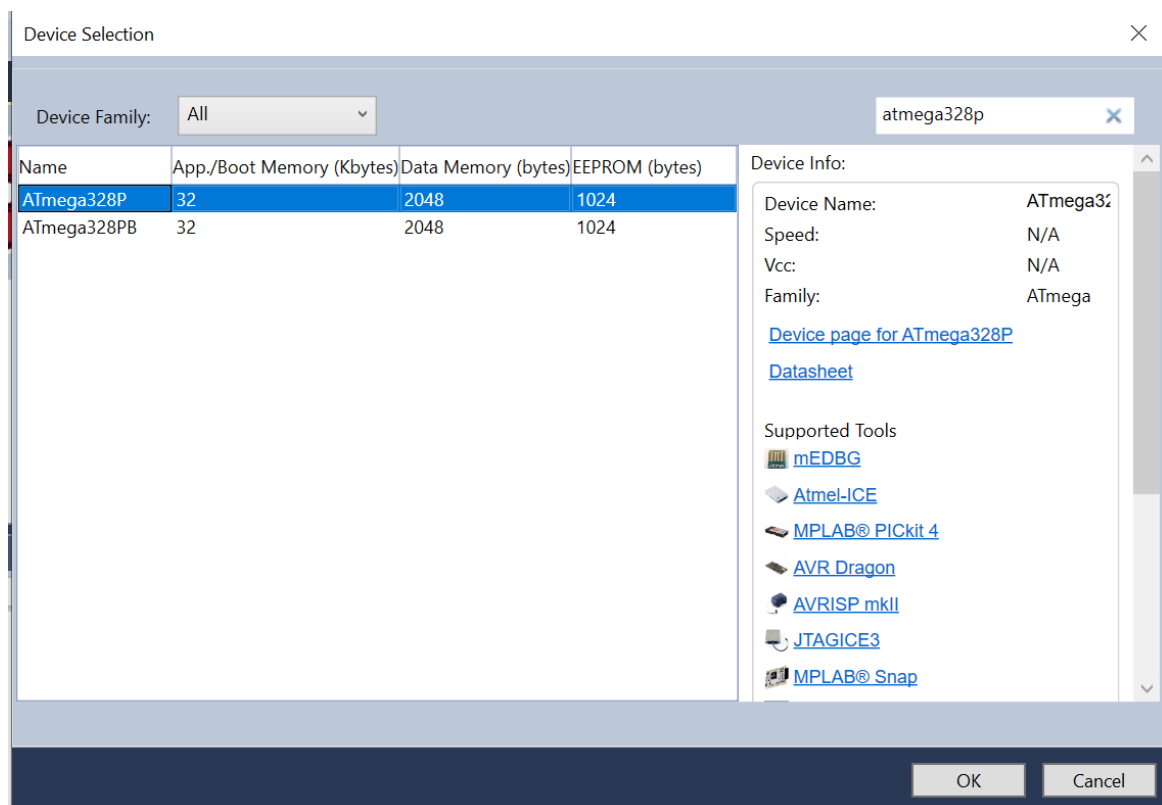 Device Selection
Device Family:
All
atmega328p
Name App./Boot Memory (Kbytes) Data Memory (bytes) EEPROM (bytes)
ATmega328P 32 2048 1024
ATmega328PB 32 2048 1024
Device Info:
Device Name: ATmega32
Speed: N/A
Vcc: N/A
Family: ATmega
Device page for ATmega328P
Datasheet
Supported Tools
mEDBG
Atmel-ICE
MPLAB® PICkit 4
AVR Dragon
AVRISP mkII
JTAGICE3
MPLAB® Snap
OK Cancel